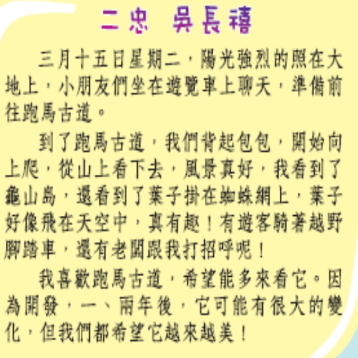 二忠 吳長禧
三月十五日星期二，陽光強烈的照在大
地上，小朋友們坐在遊覽車上聊天，準備前
往跑馬古道。
到了跑馬古道，我們背起包包，開始向
上爬，從山上看下去，風景真好，我看到了
龜山島，還看到了葉子掛在蜘蛛網上，葉子
好像飛在天空中，真有趣！有遊客騎著越野
腳踏車，還有老闆跟我打招呼呢！
我喜歡跑馬古道，希望能多來看它。因
為開發，一、兩年後，它可能有很大的變
化，但我們都希望它越來越美！